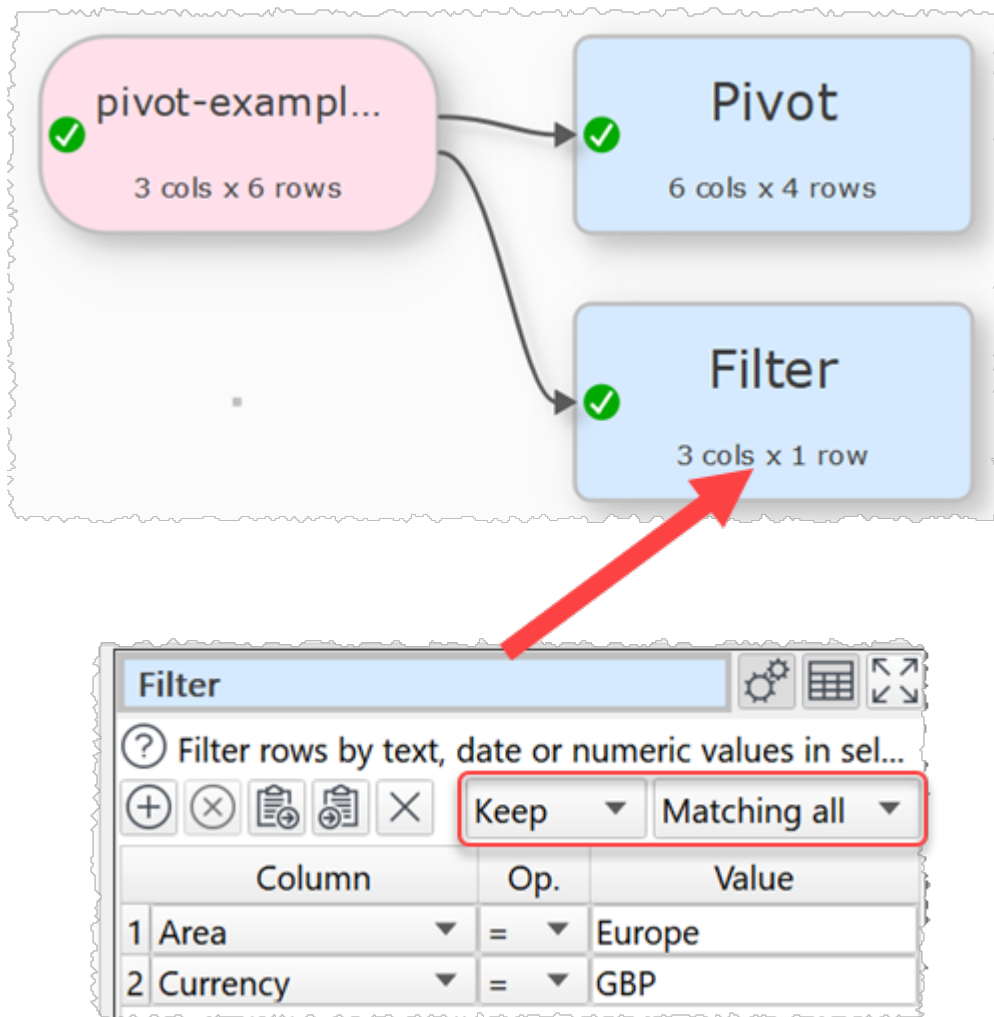 pivot-exampl...
3 cols x 6 rows
Pivot
6 cols x 4 rows
Filter
3 cols x 1 row
Filter
Filter rows by text, date or numeric values in sel...
Keep Matching all
Column Op. Value
1 Area = Europe
2 Currency = GBP